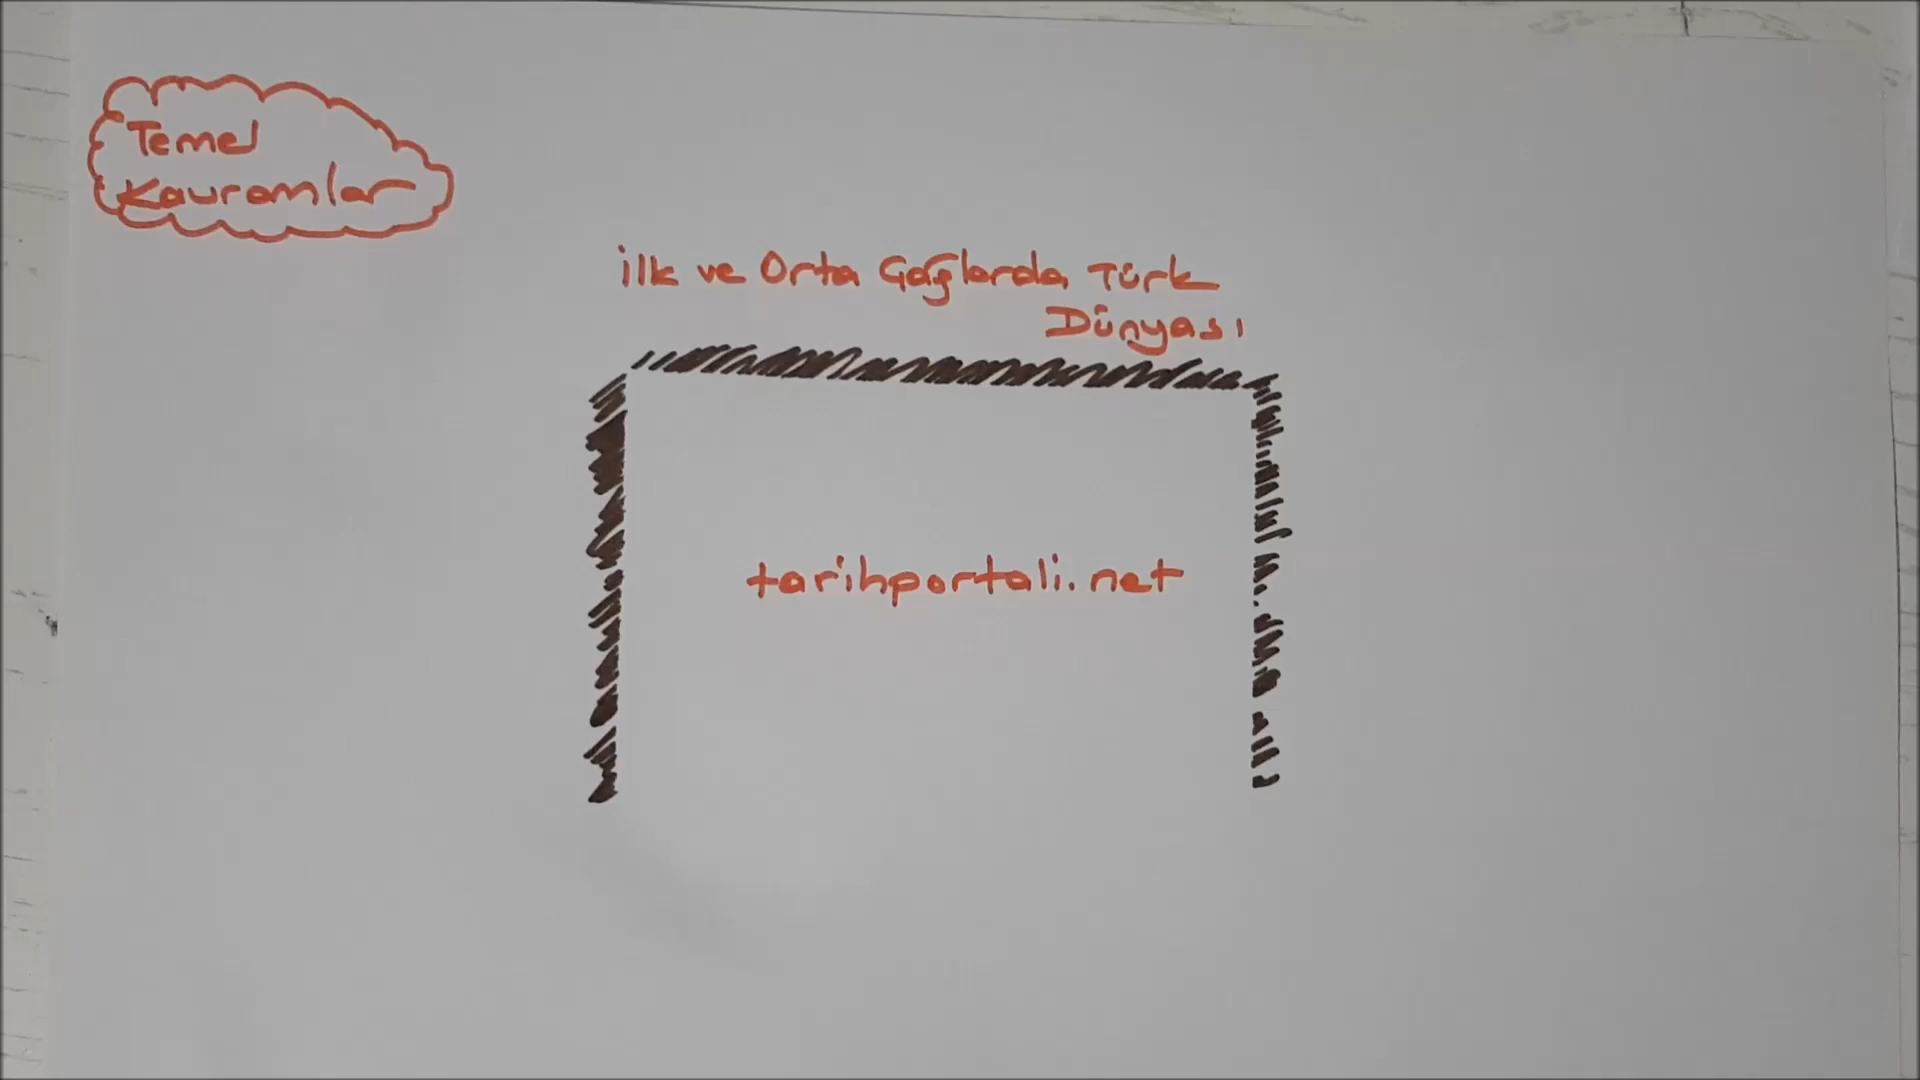 Temel
Kavramlar
İlk ve Orta Çağlarda Türk
Dünyası
tarihportali.net